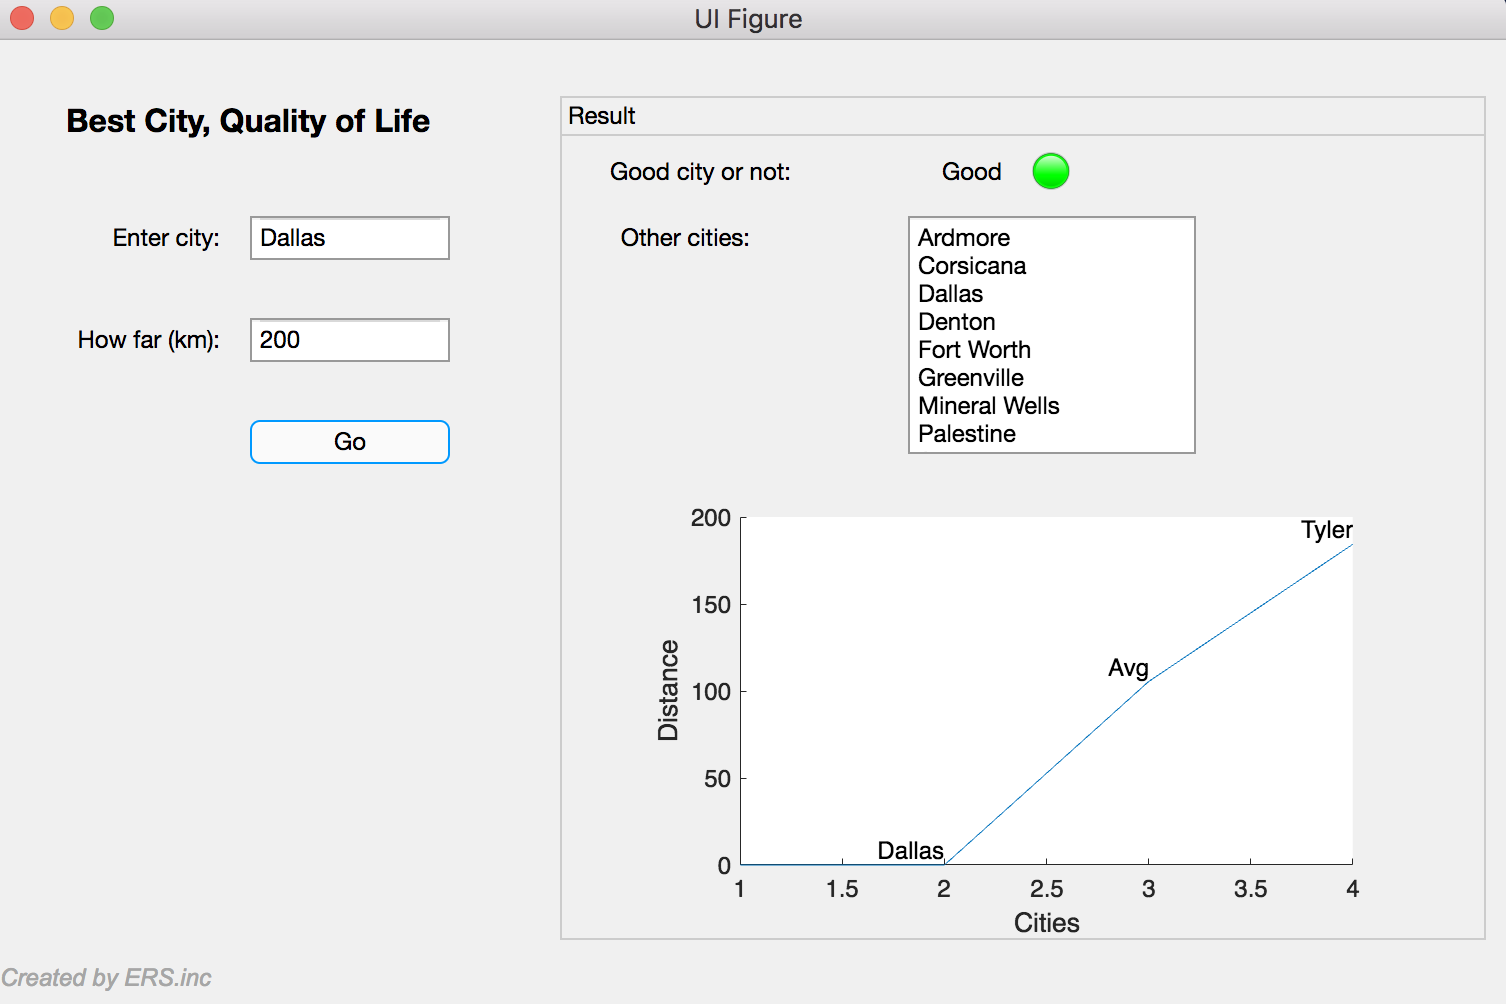 UI Figure
Best City, Quality of Life
Enter city:
Dallas
How far (km):
200
Go
Result
Good city or not:
Good
Other cities:
Ardmore
Corsicana
Dallas
Denton
Fort Worth
Greenville
Mineral Wells
Palestine
200
150
100
50
0
Distance
Tyler
Avg
Dallas
1
1.5
2
2.5
3
3.5
4
Cities
Created by ERS.inc